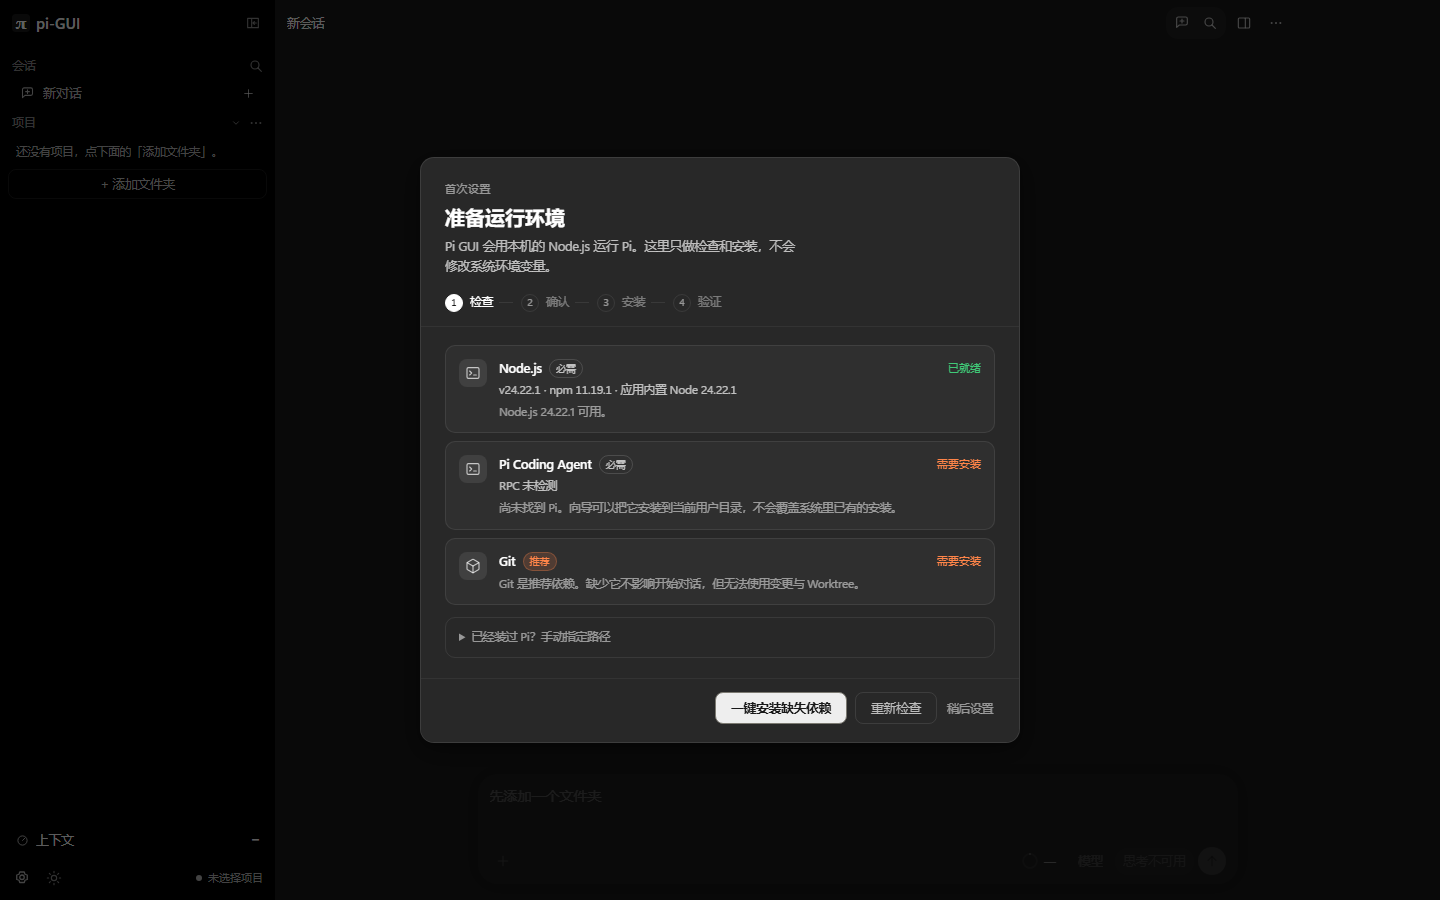 π pi-GUI
会话
新对话
项目
还没有项目，点下面的「添加文件夹」。
+ 添加文件夹
上下文
未选择项目
新会话
首次设置
准备运行环境
Pi GUI 会用本机的 Node.js 运行 Pi。这里只做检查和安装，不会
修改系统环境变量。
1 检查 2 确认 3 安装 4 验证
Node.js 必需 已就绪
v24.22.1 · npm 11.19.1 · 应用内置 Node 24.22.1
Node.js 24.22.1 可用。
Pi Coding Agent 必需 需要安装
RPC 未检测
尚未找到 Pi。向导可以把它安装到当前用户目录，不会覆盖系统里已有的安装。
Git 推荐 需要安装
Git 是推荐依赖。缺少它不影响开始对话，但无法使用变更与 Worktree。
已经装过 Pi？手动指定路径
一键安装缺失依赖 重新检查 稍后设置
先添加一个文件夹
— 模型 思考不可用